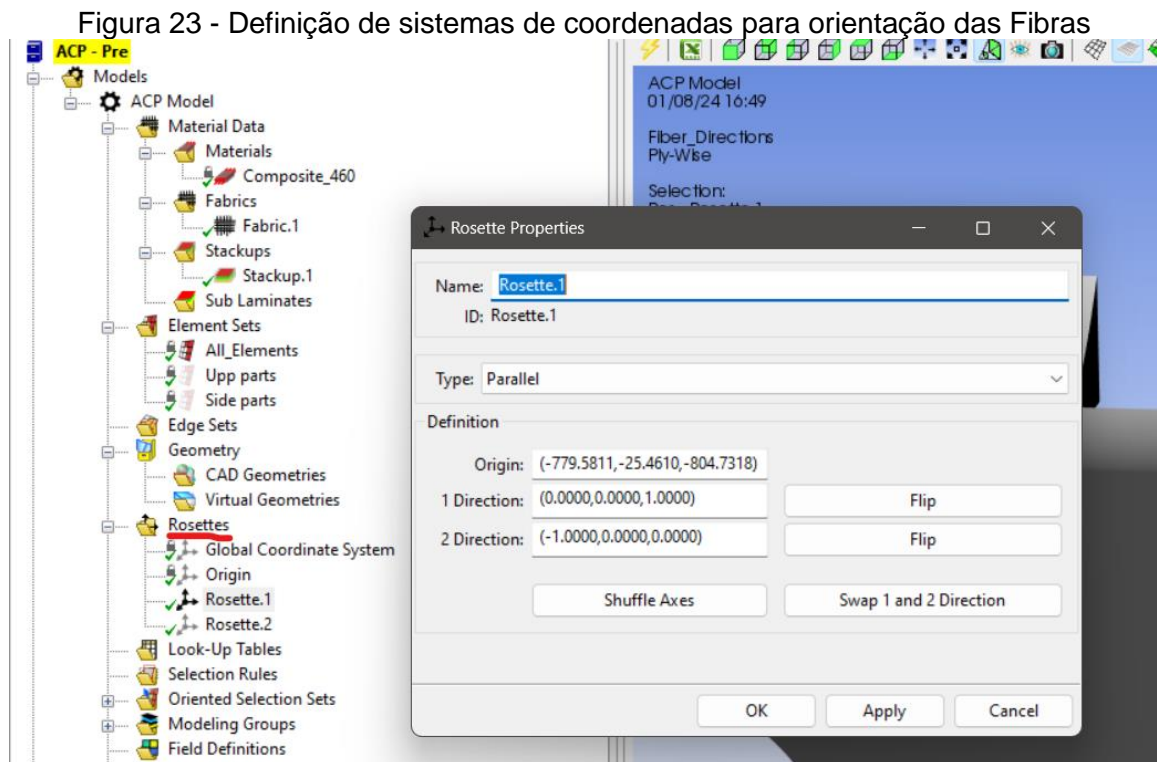 Figura 23 - Definição de sistemas de coordenadas para orientação das Fibras
ACP - Pre
Models
ACP Model
Material Data
Materials
Composite_460
Fabrics
Fabric.1
Stackups
Stackup.1
Sub Laminates
Element Sets
All_Elements
Upp parts
Side parts
Edge Sets
Geometry
CAD Geometries
Virtual Geometries
Rosettes
Global Coordinate System
Origin
Rosette.1
Rosette.2
Look-Up Tables
Selection Rules
Oriented Selection Sets
Modeling Groups
Field Definitions
ACP Model
01/08/24 16:49
Fiber_Directions
Ply-Wise
Selection:
Rosette Properties
Name: Rosette.1
ID: Rosette.1
Type: Parallel
Definition
Origin: (-779.5811,-25.4610,-804.7318)
1 Direction: (0.0000,0.0000,1.0000) Flip
2 Direction: (-1.0000,0.0000,0.0000) Flip
Shuffle Axes Swap 1 and 2 Direction
OK Apply Cancel